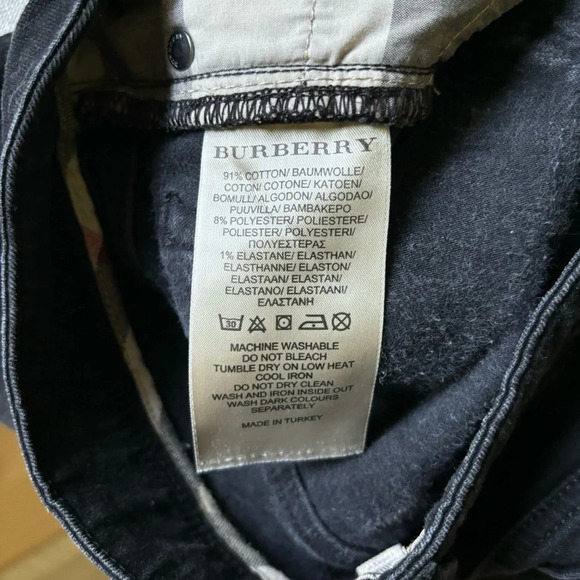 BURBERRY
91% COTTON/ BAUMWOLLE/
COTON/ COTONE/ KATOEN/
BOMULL/ ALGODON/ ALGODAO/
PUUVILLA/ ΒΑΜΒΑΚΕΡΟ
8% POLYESTER/ POLIESTERE/
POLIESTER/ POLYESTERI/
ΠΟΛΥΕΣΤΕΡΑΣ
1% ELASTANE/ ELASTHAN/
ELASTHANNE/ ELASTON/
ELASTAAN/ ELASTAN/
ELASTANO/ ELASTAANI/
ΕΛΑΣΤΑΝΗ
30
MACHINE WASHABLE
DO NOT BLEACH
TUMBLE DRY ON LOW HEAT
COOL IRON
DO NOT DRY CLEAN
WASH AND IRON INSIDE OUT
WASH DARK COLOURS
SEPARATELY
MADE IN TURKEY